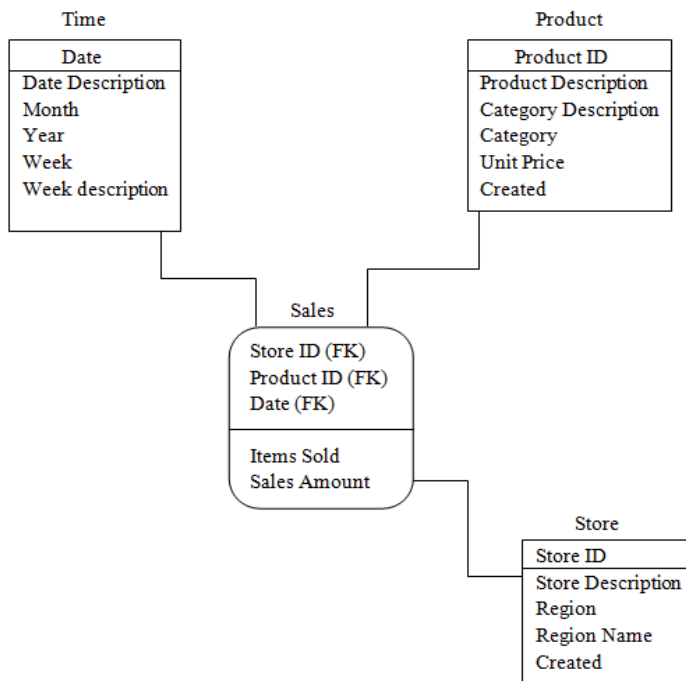 Time
Date
Date Description
Month
Year
Week
Week description
Product
Product ID
Product Description
Category Description
Category
Unit Price
Created
Sales
Store ID (FK)
Product ID (FK)
Date (FK)
Items Sold
Sales Amount
Store
Store ID
Store Description
Region
Region Name
Created